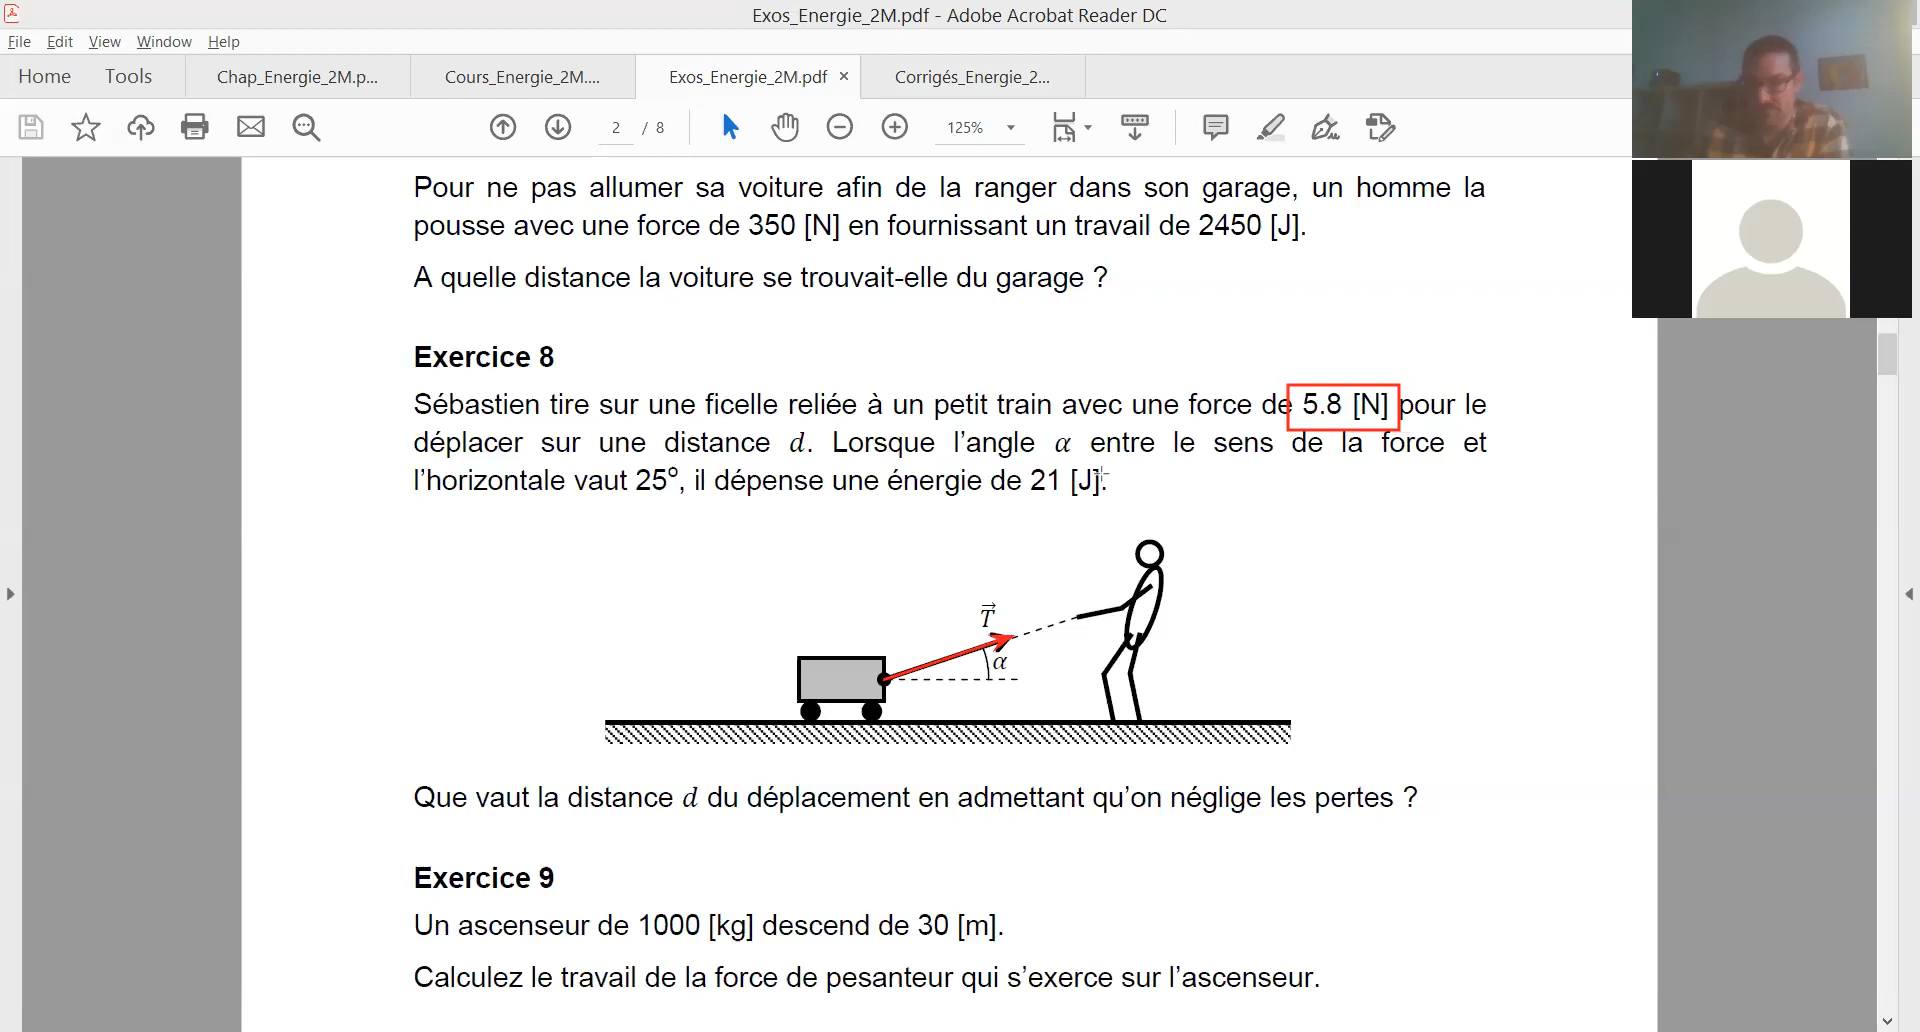 Exos_Energie_2M.pdf - Adobe Acrobat Reader DC
File Edit View Window Help
Home Tools Chap_Energie_2M.p... Cours_Energie_2M.... Exos_Energie_2M.pdf × Corrigés_Energie_2...
2 / 8 125%
Pour ne pas allumer sa voiture afin de la ranger dans son garage, un homme la
pousse avec une force de 350 [N] en fournissant un travail de 2450 [J].
A quelle distance la voiture se trouvait-elle du garage ?
Exercice 8
Sébastien tire sur une ficelle reliée à un petit train avec une force de 5.8 [N] pour le
déplacer sur une distance d. Lorsque l'angle α entre le sens de la force et
l'horizontale vaut 25°, il dépense une énergie de 21 [J].
T⃗
α
Que vaut la distance d du déplacement en admettant qu'on néglige les pertes ?
Exercice 9
Un ascenseur de 1000 [kg] descend de 30 [m].
Calculez le travail de la force de pesanteur qui s'exerce sur l'ascenseur.